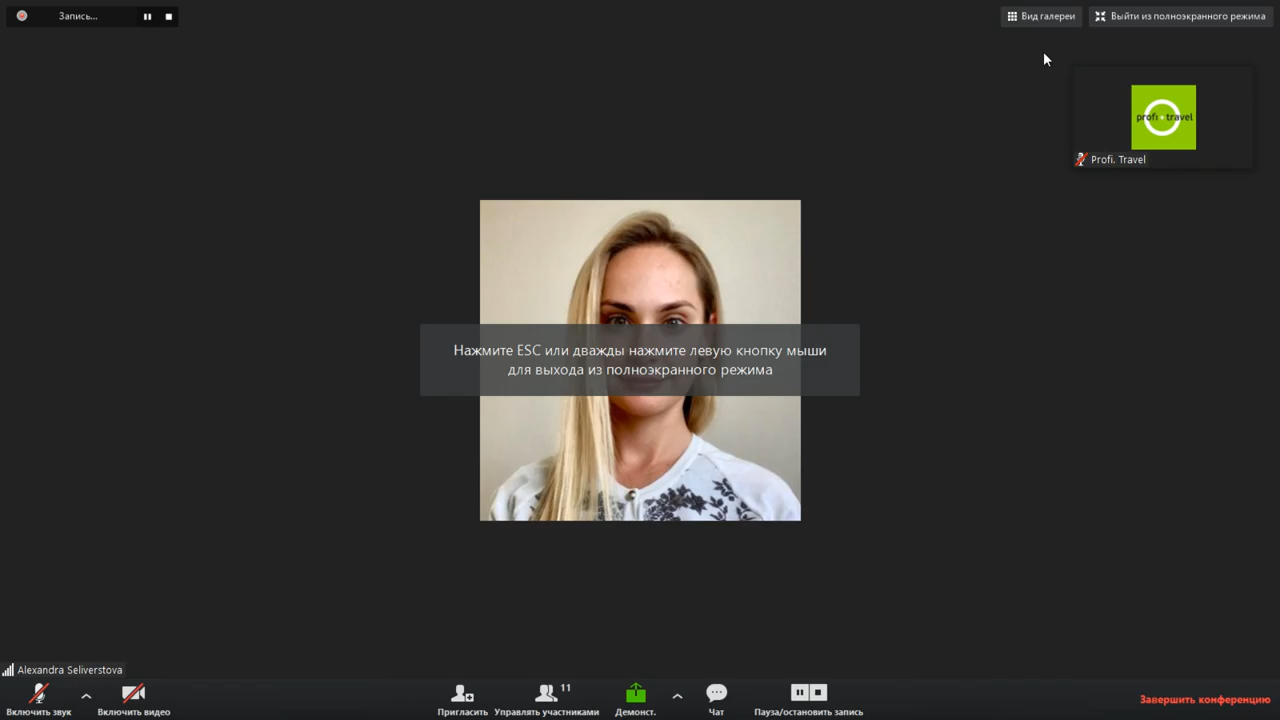 Запись...
Вид галереи
Выйти из полноэкранного режима
profi travel
Profi. Travel
Нажмите ESC или дважды нажмите левую кнопку мыши
для выхода из полноэкранного режима
Alexandra Seliverstova
Включить звук
Включить видео
Пригласить
11
Управлять участниками
Демонст.
Чат
Пауза/остановить запись
Завершить конференцию